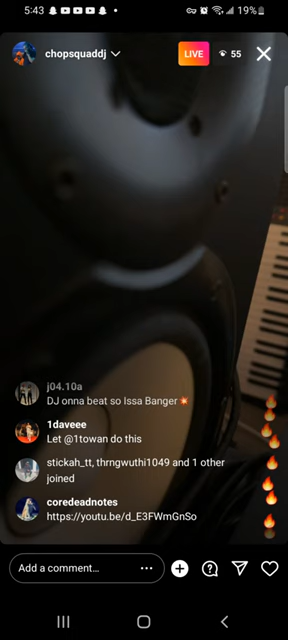 5:43
19%
chopsquaddj
LIVE
55
j04.10a
DJ onna beat so Issa Banger💥
1daveee
Let @1towan do this
stickah_tt, thrngwuthi1049 and 1 other
joined
coredeadnotes
https://youtu.be/d_E3FWmGnSo
Add a comment...